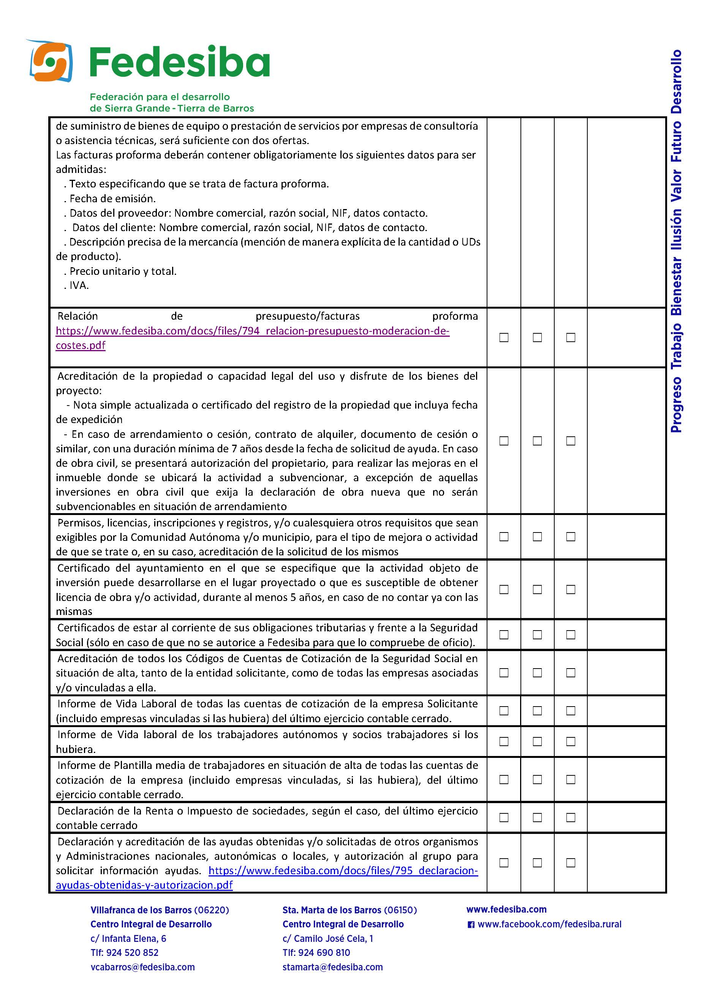 Fedesiba
Federación para el desarrollo
de Sierra Grande - Tierra de Barros
Progreso Trabajo Bienestar Ilusión Valor Futuro Desarrollo
de suministro de bienes de equipo o prestación de servicios por empresas de consultoría
o asistencia técnicas, será suficiente con dos ofertas.
Las facturas proforma deberán contener obligatoriamente los siguientes datos para ser
admitidas:
. Texto especificando que se trata de factura proforma.
. Fecha de emisión.
. Datos del proveedor: Nombre comercial, razón social, NIF, datos contacto.
. Datos del cliente: Nombre comercial, razón social, NIF, datos de contacto.
. Descripción precisa de la mercancía (mención de manera explícita de la cantidad o UDs
de producto).
. Precio unitario y total.
. IVA.
Relación de presupuesto/facturas proforma
https://www.fedesiba.com/docs/files/794_relacion-presupuesto-moderacion-de-
costes.pdf
☐ ☐ ☐
Acreditación de la propiedad o capacidad legal del uso y disfrute de los bienes del
proyecto:
- Nota simple actualizada o certificado del registro de la propiedad que incluya fecha
de expedición
- En caso de arrendamiento o cesión, contrato de alquiler, documento de cesión o
similar, con una duración mínima de 7 años desde la fecha de solicitud de ayuda. En caso
de obra civil, se presentará autorización del propietario, para realizar las mejoras en el
inmueble donde se ubicará la actividad a subvencionar, a excepción de aquellas
inversiones en obra civil que exija la declaración de obra nueva que no serán
subvencionables en situación de arrendamiento
☐ ☐ ☐
Permisos, licencias, inscripciones y registros, y/o cualesquiera otros requisitos que sean
exigibles por la Comunidad Autónoma y/o municipio, para el tipo de mejora o actividad
de que se trate o, en su caso, acreditación de la solicitud de los mismos
☐ ☐ ☐
Certificado del ayuntamiento en el que se especifique que la actividad objeto de
inversión puede desarrollarse en el lugar proyectado o que es susceptible de obtener
licencia de obra y/o actividad, durante al menos 5 años, en caso de no contar ya con las
mismas
☐ ☐ ☐
Certificados de estar al corriente de sus obligaciones tributarias y frente a la Seguridad
Social (sólo en caso de que no se autorice a Fedesiba para que lo compruebe de oficio).
☐ ☐ ☐
Acreditación de todos los Códigos de Cuentas de Cotización de la Seguridad Social en
situación de alta, tanto de la entidad solicitante, como de todas las empresas asociadas
y/o vinculadas a ella.
☐ ☐ ☐
Informe de Vida Laboral de todas las cuentas de cotización de la empresa Solicitante
(incluido empresas vinculadas si las hubiera) del último ejercicio contable cerrado.
☐ ☐ ☐
Informe de Vida laboral de los trabajadores autónomos y socios trabajadores si los
hubiera.
☐ ☐ ☐
Informe de Plantilla media de trabajadores en situación de alta de todas las cuentas de
cotización de la empresa (incluido empresas vinculadas, si las hubiera), del último
ejercicio contable cerrado.
☐ ☐ ☐
Declaración de la Renta o Impuesto de sociedades, según el caso, del último ejercicio
contable cerrado
☐ ☐ ☐
Declaración y acreditación de las ayudas obtenidas y/o solicitadas de otros organismos
y Administraciones nacionales, autonómicas o locales, y autorización al grupo para
solicitar información ayudas. https://www.fedesiba.com/docs/files/795_declaracion-
ayudas-obtenidas-y-autorizacion.pdf
☐ ☐ ☐
Villafranca de los Barros (06220)
Centro Integral de Desarrollo
c/ Infanta Elena, 6
Tlf: 924 520 852
vcabarros@fedesiba.com
Sta. Marta de los Barros (06150)
Centro Integral de Desarrollo
c/ Camilo José Cela, 1
Tlf: 924 690 810
stamarta@fedesiba.com
www.fedesiba.com
www.facebook.com/fedesiba.rural